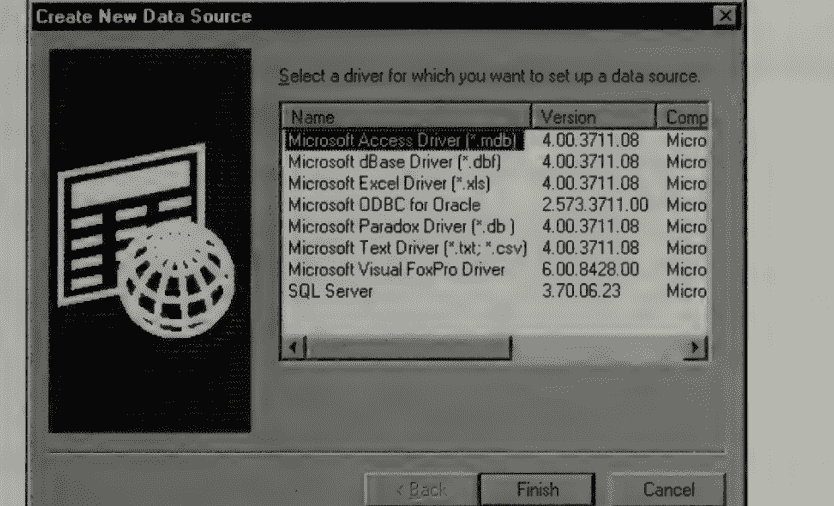 Create New Data Source
Select a driver for which you want to set up a data source.
Name Version Comp
Microsoft Access Driver (*.mdb) 4.00.3711.08 Micro
Microsoft dBase Driver (*.dbf) 4.00.3711.08 Micro
Microsoft Excel Driver (*.xls) 4.00.3711.08 Micro
Microsoft ODBC for Oracle 2.573.3711.00 Micro
Microsoft Paradox Driver (*.db ) 4.00.3711.08 Micro
Microsoft Text Driver (*.txt; *.csv) 4.00.3711.08 Micro
Microsoft Visual FoxPro Driver 6.00.8428.00 Micro
SQL Server 3.70.06.23 Micro
< Back Finish Cancel